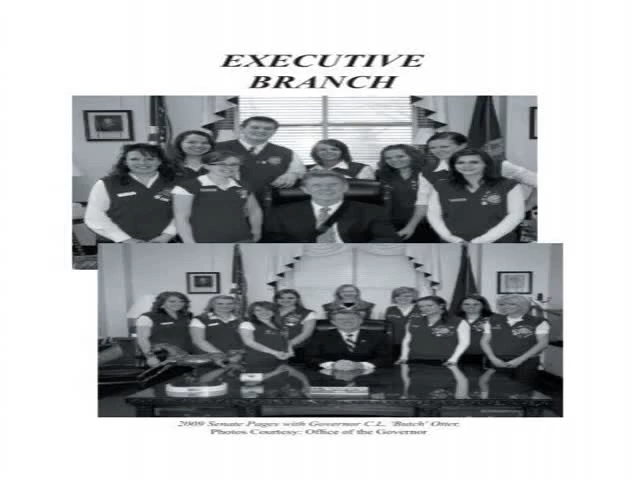 EXECUTIVE
BRANCH
2009 Senate Pages with Governor C.L. 'Butch' Otter.
Photos Courtesy: Office of the Governor